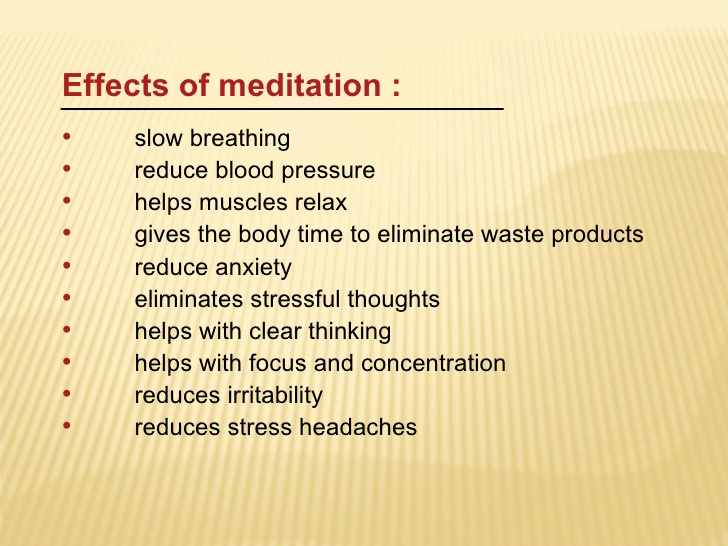 Effects of meditation :
• slow breathing
• reduce blood pressure
• helps muscles relax
• gives the body time to eliminate waste products
• reduce anxiety
• eliminates stressful thoughts
• helps with clear thinking
• helps with focus and concentration
• reduces irritability
• reduces stress headaches